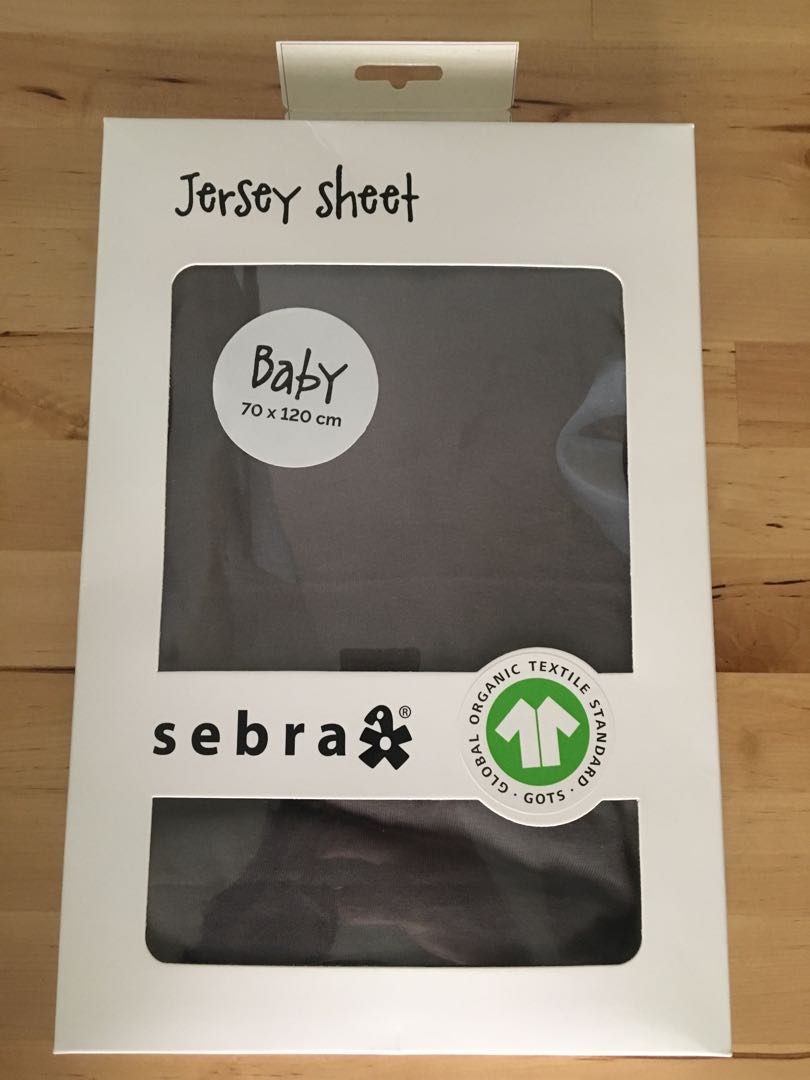 Jersey sheet
Baby
70 x 120 cm
sebra®
GLOBAL ORGANIC TEXTILE STANDARD · GOTS ·